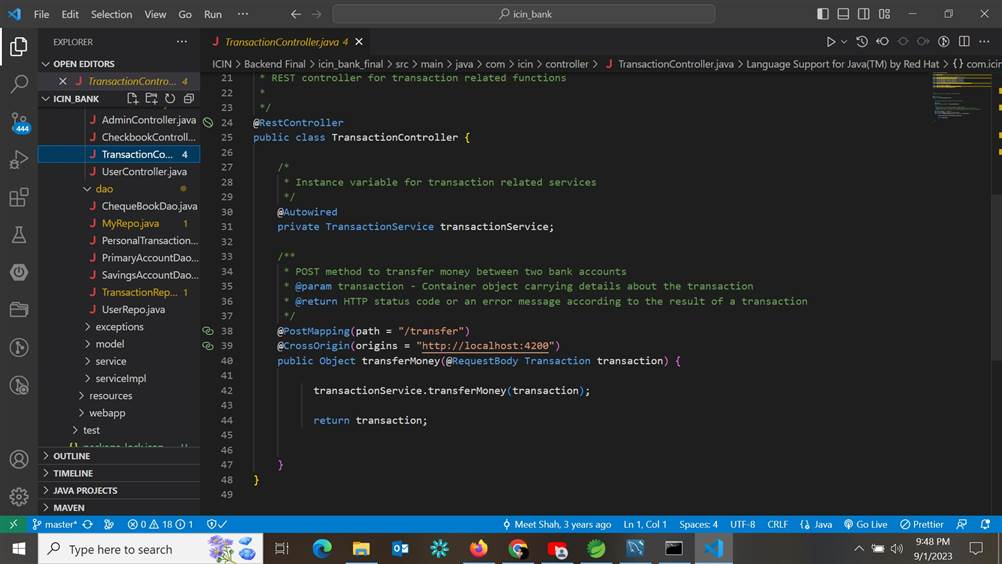 File Edit Selection View Go Run ··· icin_bank
EXPLORER ···
TransactionController.java 4
OPEN EDITORS
TransactionContro... 4
ICIN_BANK
AdminController.java
CheckbookControll...
TransactionCo... 4
UserController.java
dao
ChequeBookDao.java
MyRepo.java 1
PersonalTransaction...
PrimaryAccountDao...
SavingsAccountDao...
TransactionRep... 1
UserRepo.java
exceptions
model
service
serviceImpl
resources
webapp
test
OUTLINE
TIMELINE
JAVA PROJECTS
MAVEN
444
ICIN > Backend Final > icin_bank_final > src > main > java > com > icin > controller > TransactionController.java > Language Support for Java(TM) by Red Hat > {} com.icin
21 * REST controller for transaction related functions
22 *
23 */
24 @RestController
25 public class TransactionController {
26
27 /*
28 * Instance variable for transaction related services
29 */
30 @Autowired
31 private TransactionService transactionService;
32
33 /**
34 * POST method to transfer money between two bank accounts
35 * @param transaction - Container object carrying details about the transaction
36 * @return HTTP status code or an error message according to the result of a transaction
37 */
38 @PostMapping(path = "/transfer")
39 @CrossOrigin(origins = "http://localhost:4200")
40 public Object transferMoney(@RequestBody Transaction transaction) {
41
42 transactionService.transferMoney(transaction);
43
44 return transaction;
45
46
47 }
48 }
49
master* 0 18 1 Meet Shah, 3 years ago Ln 1, Col 1 Spaces: 4 UTF-8 CRLF {} Java Go Live Prettier
Type here to search
9:48 PM
9/1/2023